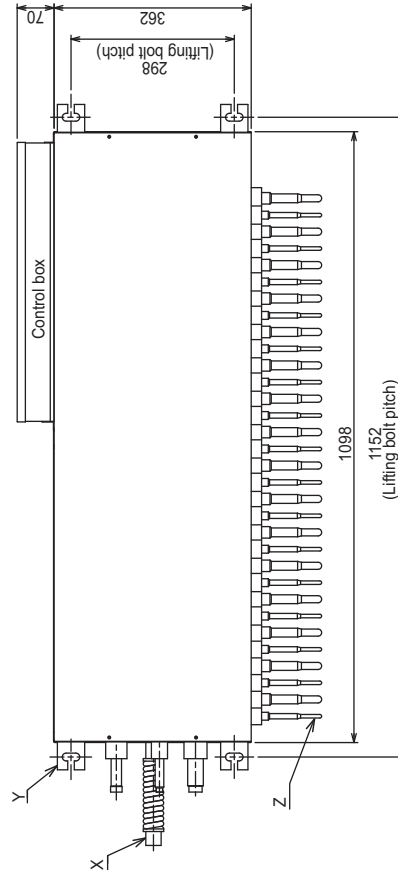 70
362
298
(Lifting bolt pitch)
Control box
1098
1152
(Lifting bolt pitch)
Y
X
Z